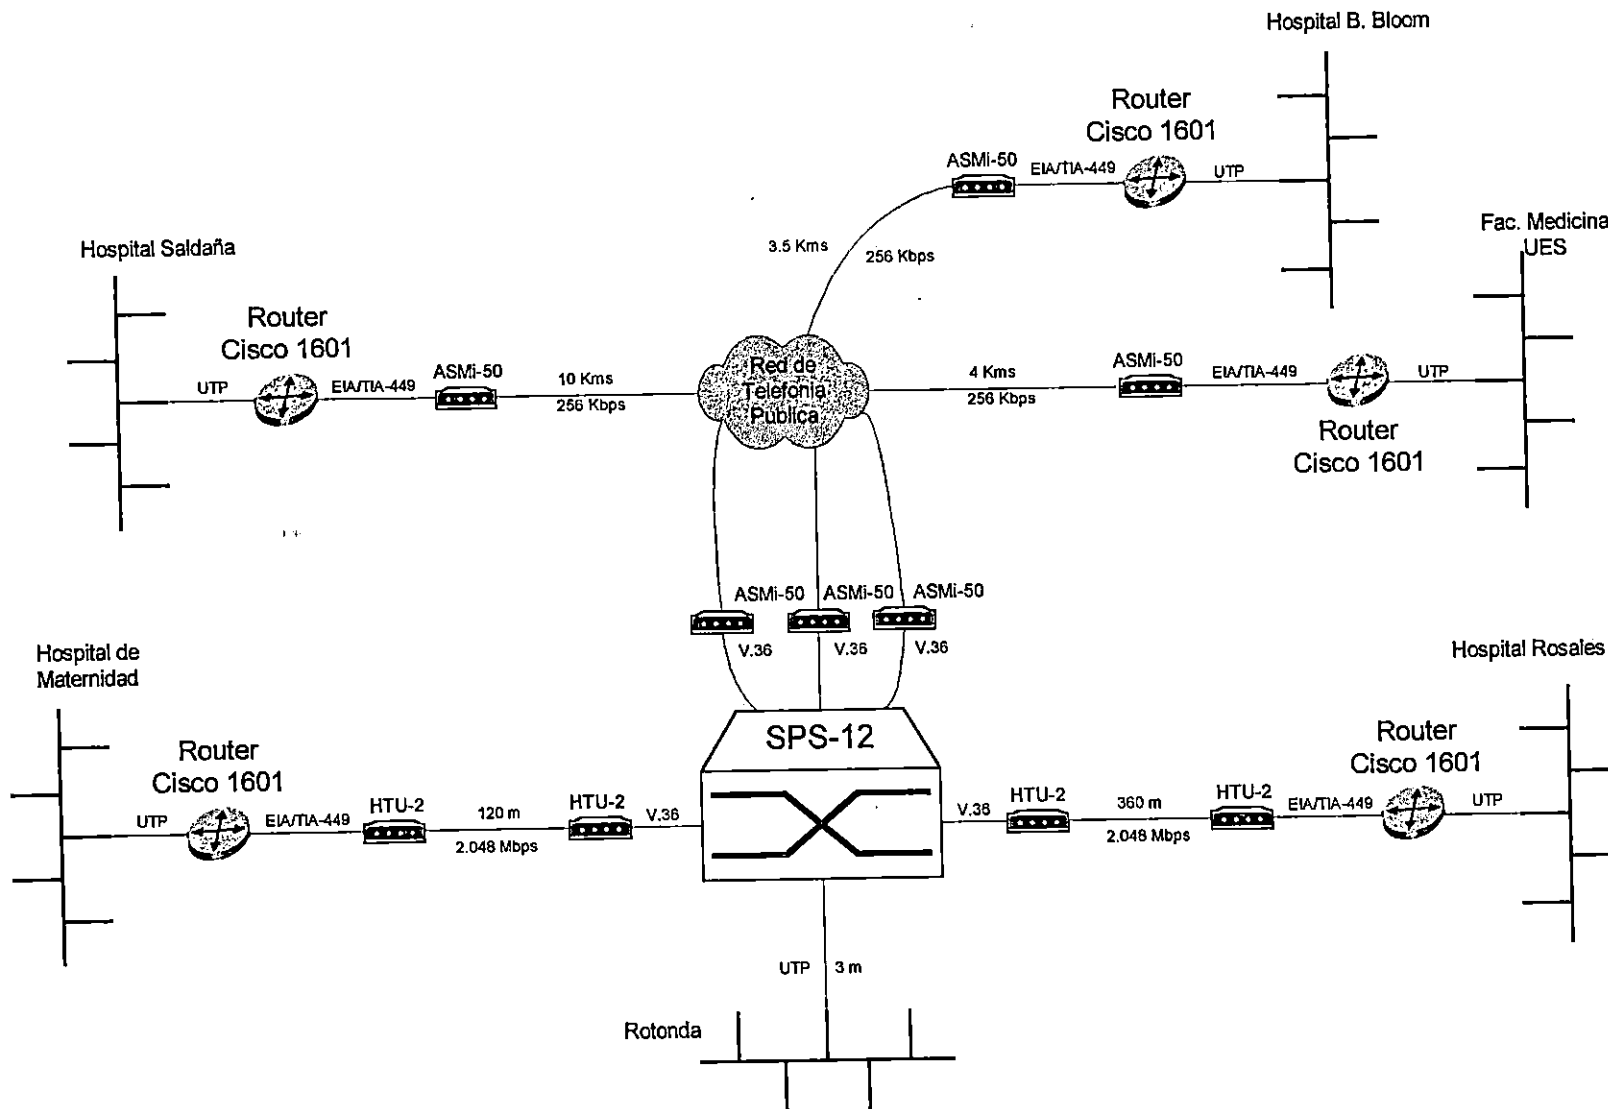 Hospital B. Bloom
Router
Cisco 1601
ASMi-50
EIA/TIA-449
UTP
3.5 Kms
256 Kbps
Fac. Medicina
UES
Hospital Saldaña
Router
Cisco 1601
UTP
EIA/TIA-449
ASMi-50
10 Kms
256 Kbps
Red de
Telefonia
Publica
4 Kms
256 Kbps
ASMi-50
EIA/TIA-449
UTP
Router
Cisco 1601
ASMi-50
ASMi-50
ASMi-50
V.36
V.36
V.36
Hospital de
Maternidad
Router
Cisco 1601
UTP
EIA/TIA-449
HTU-2
120 m
2.048 Mbps
HTU-2
V.36
SPS-12
V.36
HTU-2
360 m
2.048 Mbps
HTU-2
EIA/TIA-449
Router
Cisco 1601
UTP
Hospital Rosales
UTP
3 m
Rotonda